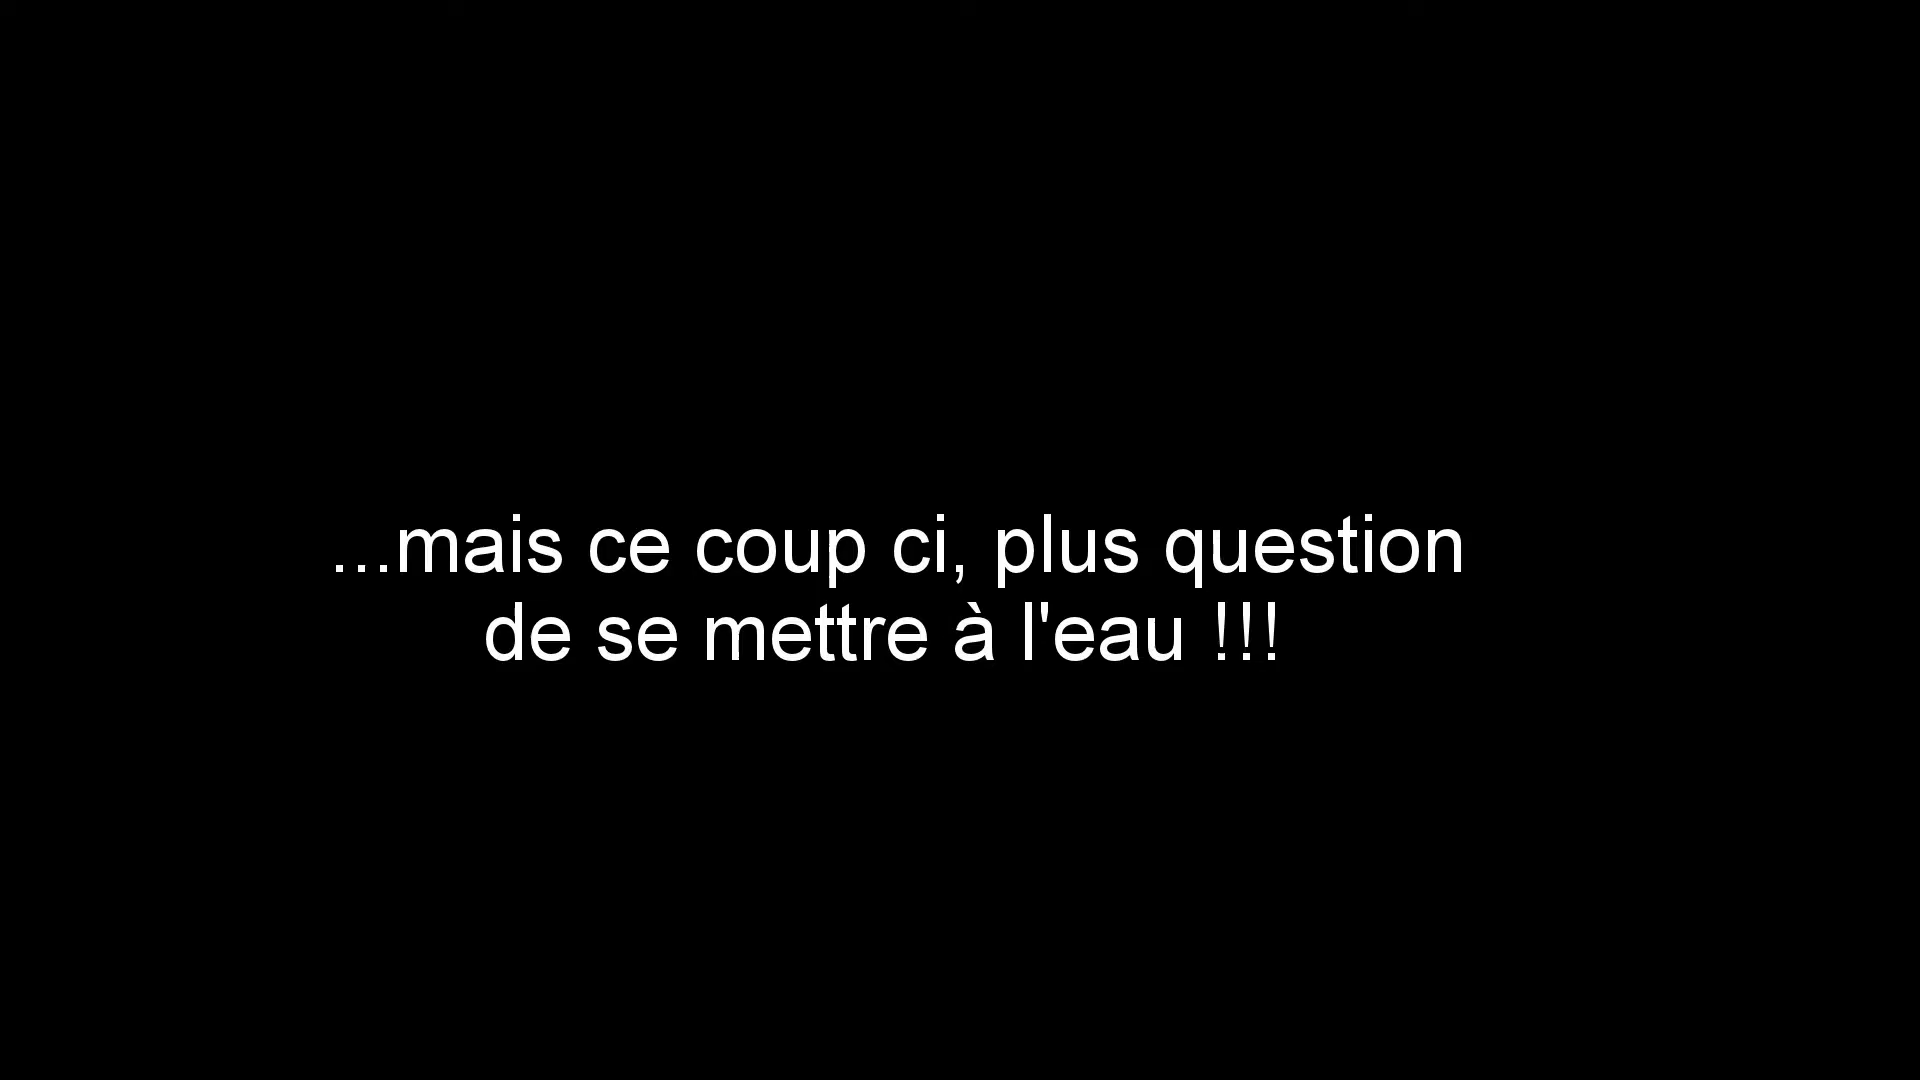 ...mais ce coup ci, plus question
de se mettre à l'eau !!!